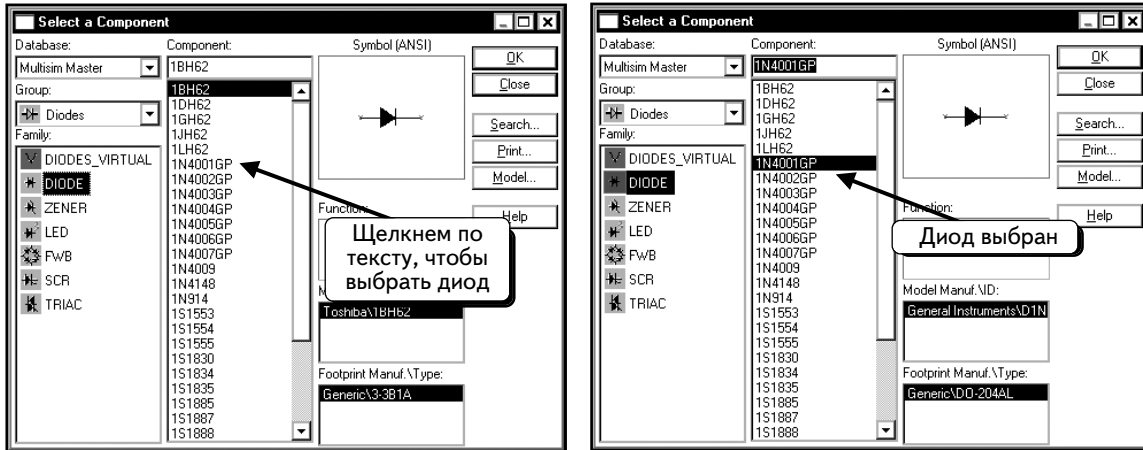 Select a Component
Database:
Multisim Master
Group:
Diodes
Family:
DIODES_VIRTUAL
DIODE
ZENER
LED
FWB
SCR
TRIAC
Component:
1BH62
1BH62
1DH62
1GH62
1JH62
1LH62
1N4001GP
1N4002GP
1N4003GP
1N4004GP
1N4005GP
1N4006GP
1N4007GP
1N4009
1N4148
1N914
1S1553
1S1554
1S1555
1S1830
1S1834
1S1835
1S1885
1S1887
1S1888
Symbol (ANSI)
Function:
Щелкнем по
тексту, чтобы
выбрать диод
Toshiba\1BH62
Footprint Manuf.\Type:
Generic\3-3B1A
OK
Close
Search...
Print...
Model...
Help
Select a Component
Database:
Multisim Master
Group:
Diodes
Family:
DIODES_VIRTUAL
DIODE
ZENER
LED
FWB
SCR
TRIAC
Component:
1N4001GP
1BH62
1DH62
1GH62
1JH62
1LH62
1N4001GP
1N4002GP
1N4003GP
1N4004GP
1N4005GP
1N4006GP
1N4007GP
1N4009
1N4148
1N914
1S1553
1S1554
1S1555
1S1830
1S1834
1S1835
1S1885
1S1887
1S1888
Symbol (ANSI)
Function:
Диод выбран
Model Manuf.\ID:
General Instruments\D1N
Footprint Manuf.\Type:
Generic\DO-204AL
OK
Close
Search...
Print...
Model...
Help